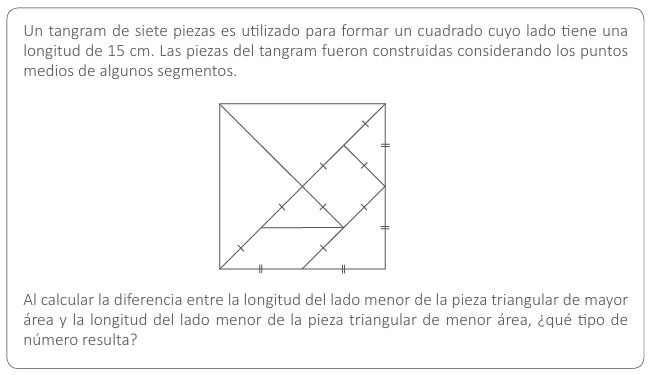 Un tangram de siete piezas es utilizado para formar un cuadrado cuyo lado tiene una
longitud de 15 cm. Las piezas del tangram fueron construidas considerando los puntos
medios de algunos segmentos.
Al calcular la diferencia entre la longitud del lado menor de la pieza triangular de mayor
área y la longitud del lado menor de la pieza triangular de menor área, ¿qué tipo de
número resulta?